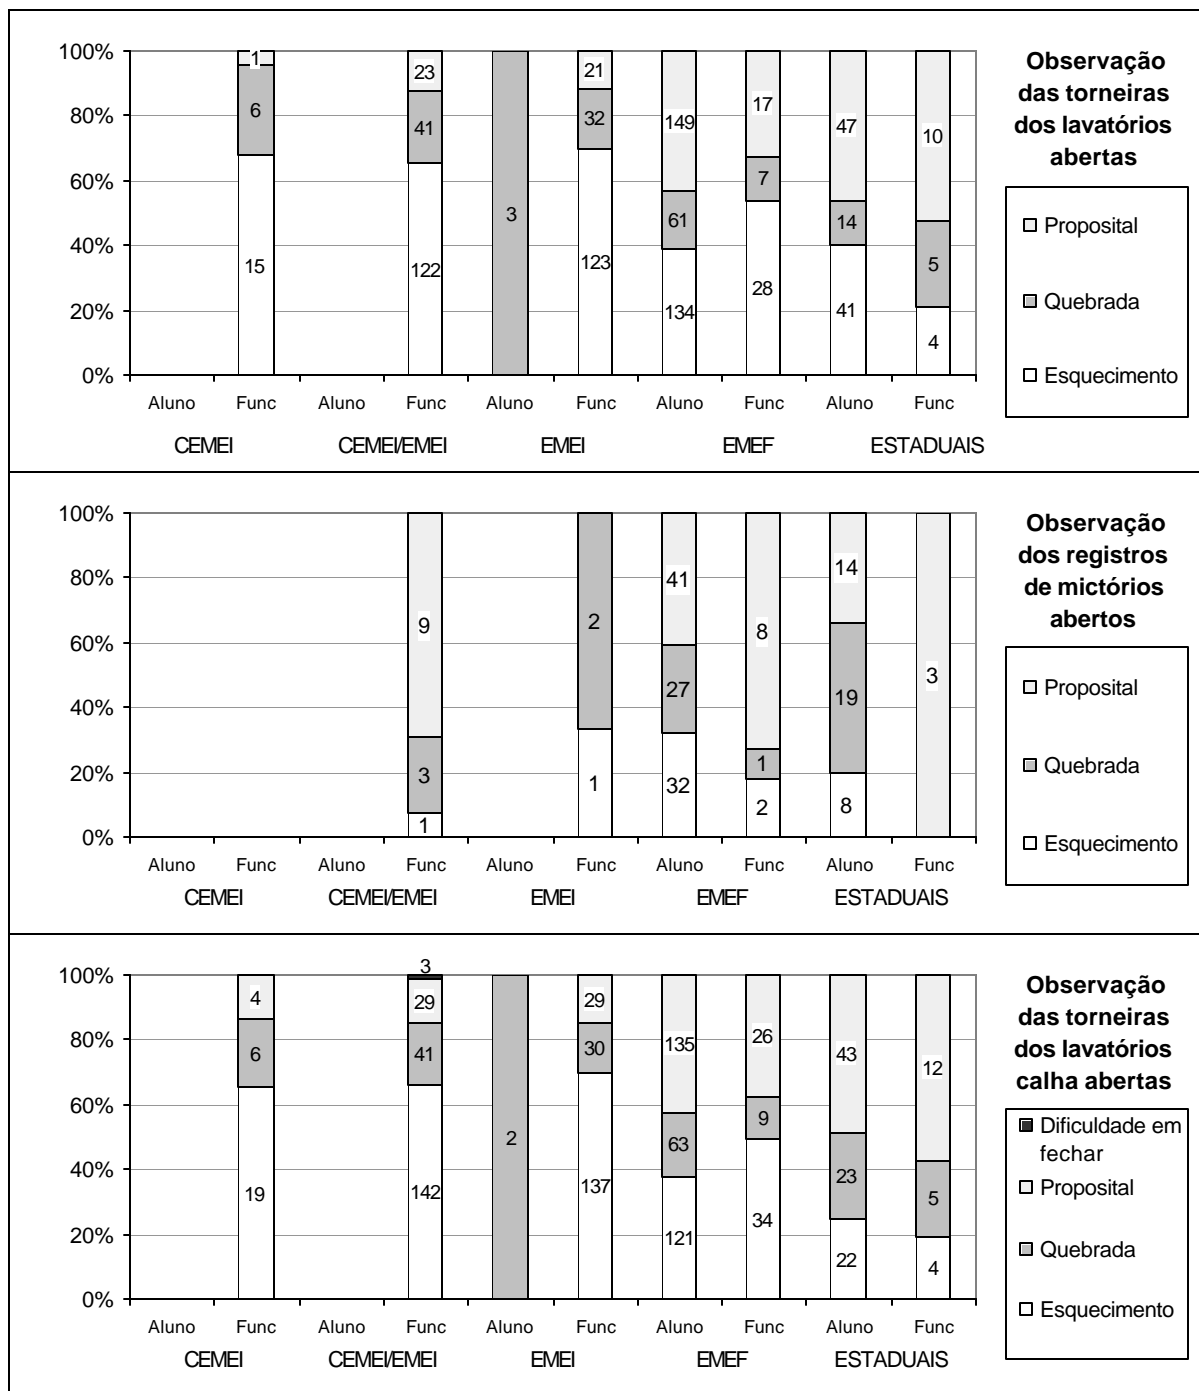 100%
80%
60%
40%
20%
0%
1
6
15
23
41
122
3
21
32
123
149
61
134
17
7
28
47
14
41
10
5
4
Aluno Func Aluno Func Aluno Func Aluno Func Aluno Func
CEMEI CEMEI/EMEI EMEI EMEF ESTADUAIS
Observação
das torneiras
dos lavatórios
abertas
Proposital
Quebrada
Esquecimento
100%
80%
60%
40%
20%
0%
9
3
1
2
1
41
27
32
8
1
2
14
19
8
3
Aluno Func Aluno Func Aluno Func Aluno Func Aluno Func
CEMEI CEMEI/EMEI EMEI EMEF ESTADUAIS
Observação
dos registros
de mictórios
abertos
Proposital
Quebrada
Esquecimento
100%
80%
60%
40%
20%
0%
4
6
19
3
29
41
142
2
29
30
137
135
63
121
26
9
34
43
23
22
12
5
4
Aluno Func Aluno Func Aluno Func Aluno Func Aluno Func
CEMEI CEMEI/EMEI EMEI EMEF ESTADUAIS
Observação
das torneiras
dos lavatórios
calha abertas
Dificuldade em
fechar
Proposital
Quebrada
Esquecimento